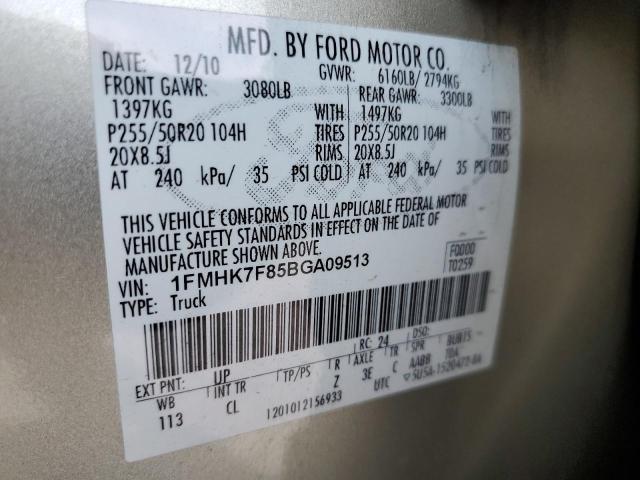 MFD. BY FORD MOTOR CO.
DATE: 12/10 GVWR: 6160LB/ 2794KG
FRONT GAWR: 3080LB REAR GAWR: 3300LB
1397KG WITH 1497KG WITH
P255/50R20 104H TIRES P255/50R20 104H TIRES
20X8.5J RIMS 20X8.5J RIMS
AT 240 kPa/ 35 PSI COLD AT 240 kPa/ 35 PSI COLD
THIS VEHICLE CONFORMS TO ALL APPLICABLE FEDERAL MOTOR
VEHICLE SAFETY STANDARDS IN EFFECT ON THE DATE OF
MANUFACTURE SHOWN ABOVE.
VIN: 1FMHK7F85BGA09513 FQ000
TYPE: Truck T0259
EXT PNT: UP RC: 24 DSO:
WB INT TR TP/PS R AXLE TR SPR
113 CL Z 3E C AABB
1201012156933 UTC